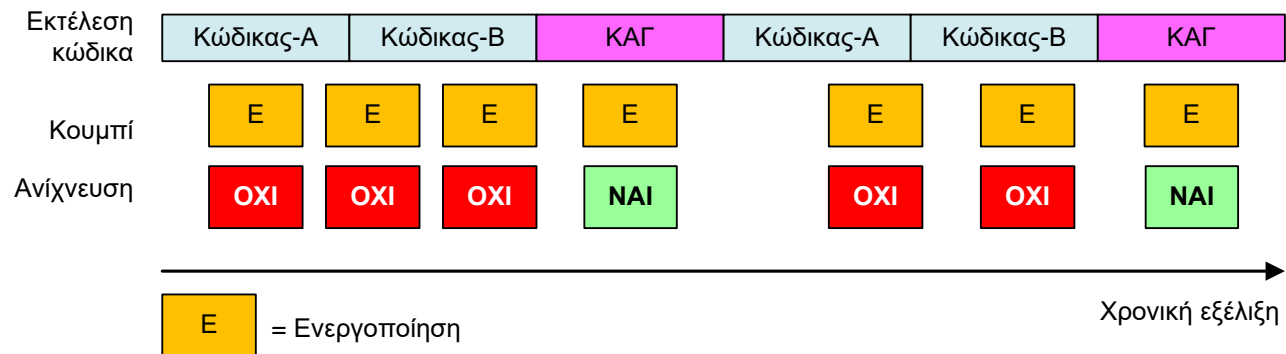 Εκτέλεση κώδικα
Κώδικας-Α Κώδικας-Β ΚΑΓ Κώδικας-Α Κώδικας-Β ΚΑΓ
Κουμπί Ε Ε Ε Ε Ε Ε Ε
Ανίχνευση ΟΧΙ ΟΧΙ ΟΧΙ ΝΑΙ ΟΧΙ ΟΧΙ ΝΑΙ
Χρονική εξέλιξη
Ε = Ενεργοποίηση